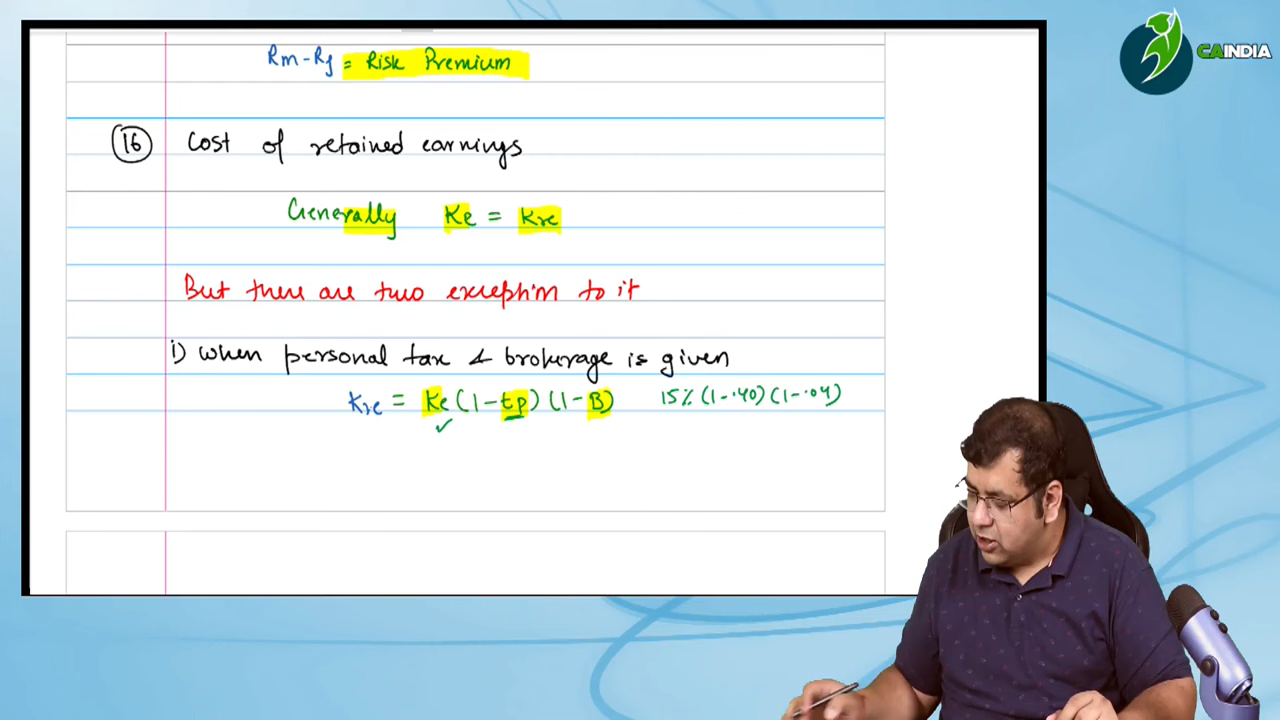 CAINDIA
Rm-Rf = Risk Premium
16 Cost of retained earnings
Generally Ke = Kre
But there are two exception to it
i) when personal tax & brokerage is given
Kre = Ke (1-tp) (1-B) 15% (1-.40) (1-.04)